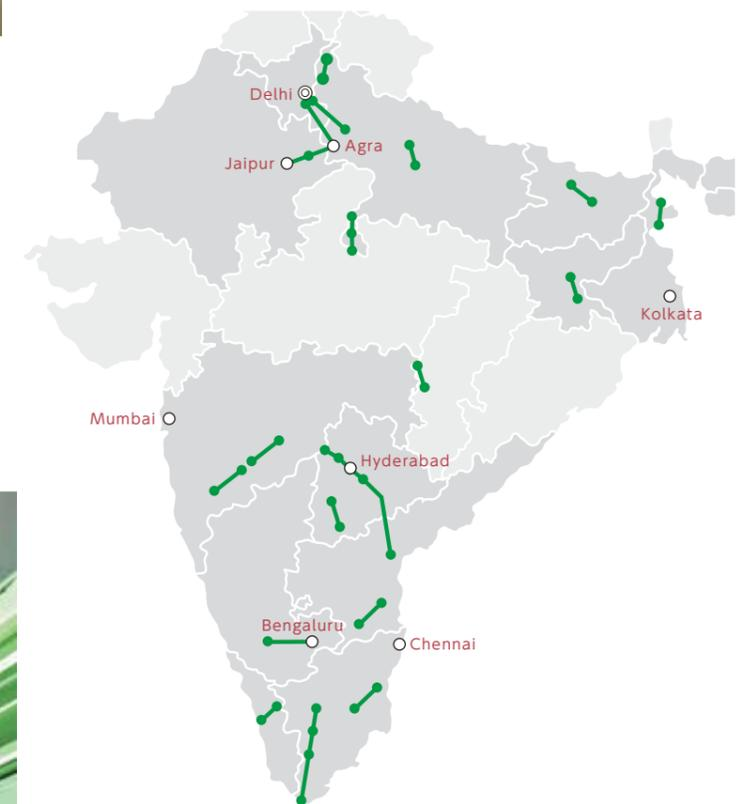 Delhi
Agra
Jaipur
Kolkata
Mumbai
Hyderabad
Bengaluru
Chennai